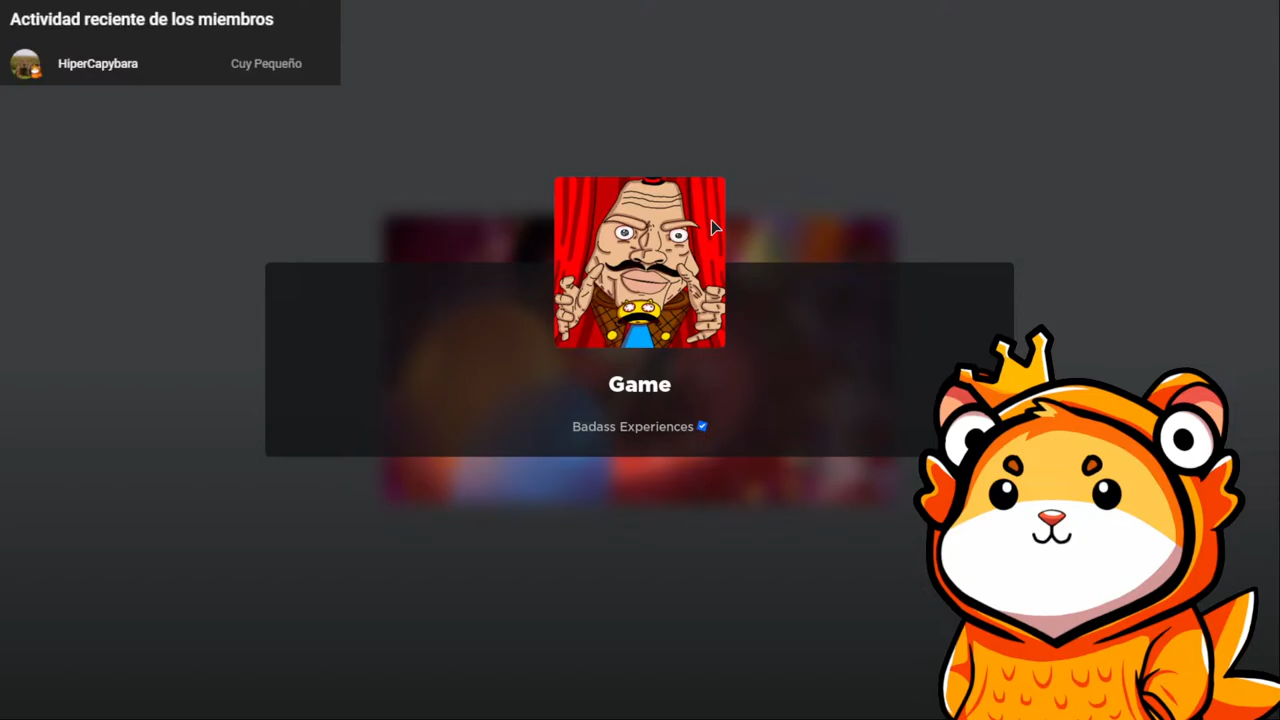 Actividad reciente de los miembros
HiperCapybara Cuy Pequeño
Game
Badass Experiences